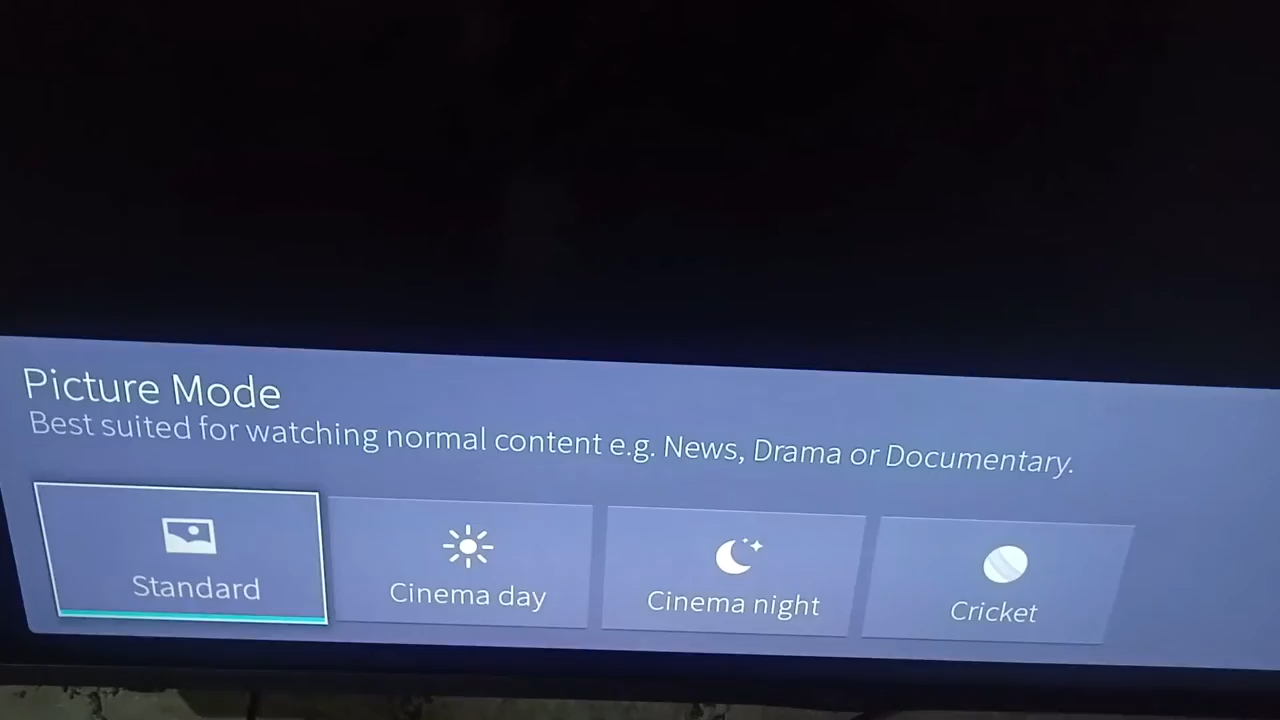 Picture Mode
Best suited for watching normal content e.g. News, Drama or Documentary.
Standard
Cinema day
Cinema night
Cricket